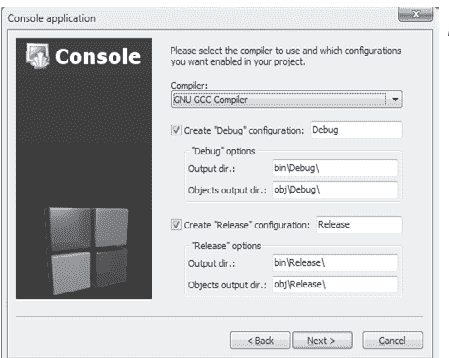 Console application
Console
Please select the compiler to use and which configurations
you want enabled in your project.
Compiler:
GNU GCC Compiler
Create "Debug" configuration: Debug
"Debug" options
Output dir.: bin\Debug\
Objects output dir.: obj\Debug\
Create "Release" configuration: Release
"Release" options
Output dir.: bin\Release\
Objects output dir.: obj\Release\
< Back Next > Cancel